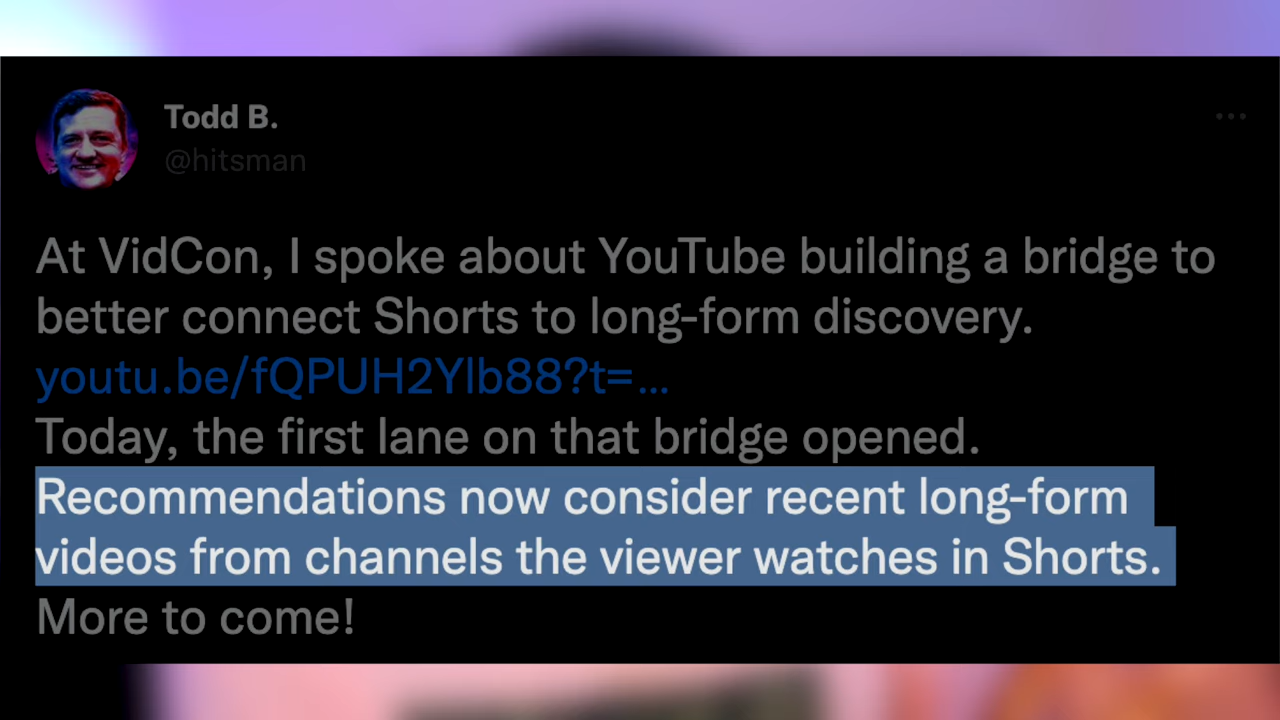 Todd B.
@hitsman
At VidCon, I spoke about YouTube building a bridge to
better connect Shorts to long-form discovery.
youtu.be/fQPUH2Ylb88?t=...
Today, the first lane on that bridge opened.
Recommendations now consider recent long-form
videos from channels the viewer watches in Shorts.
More to come!